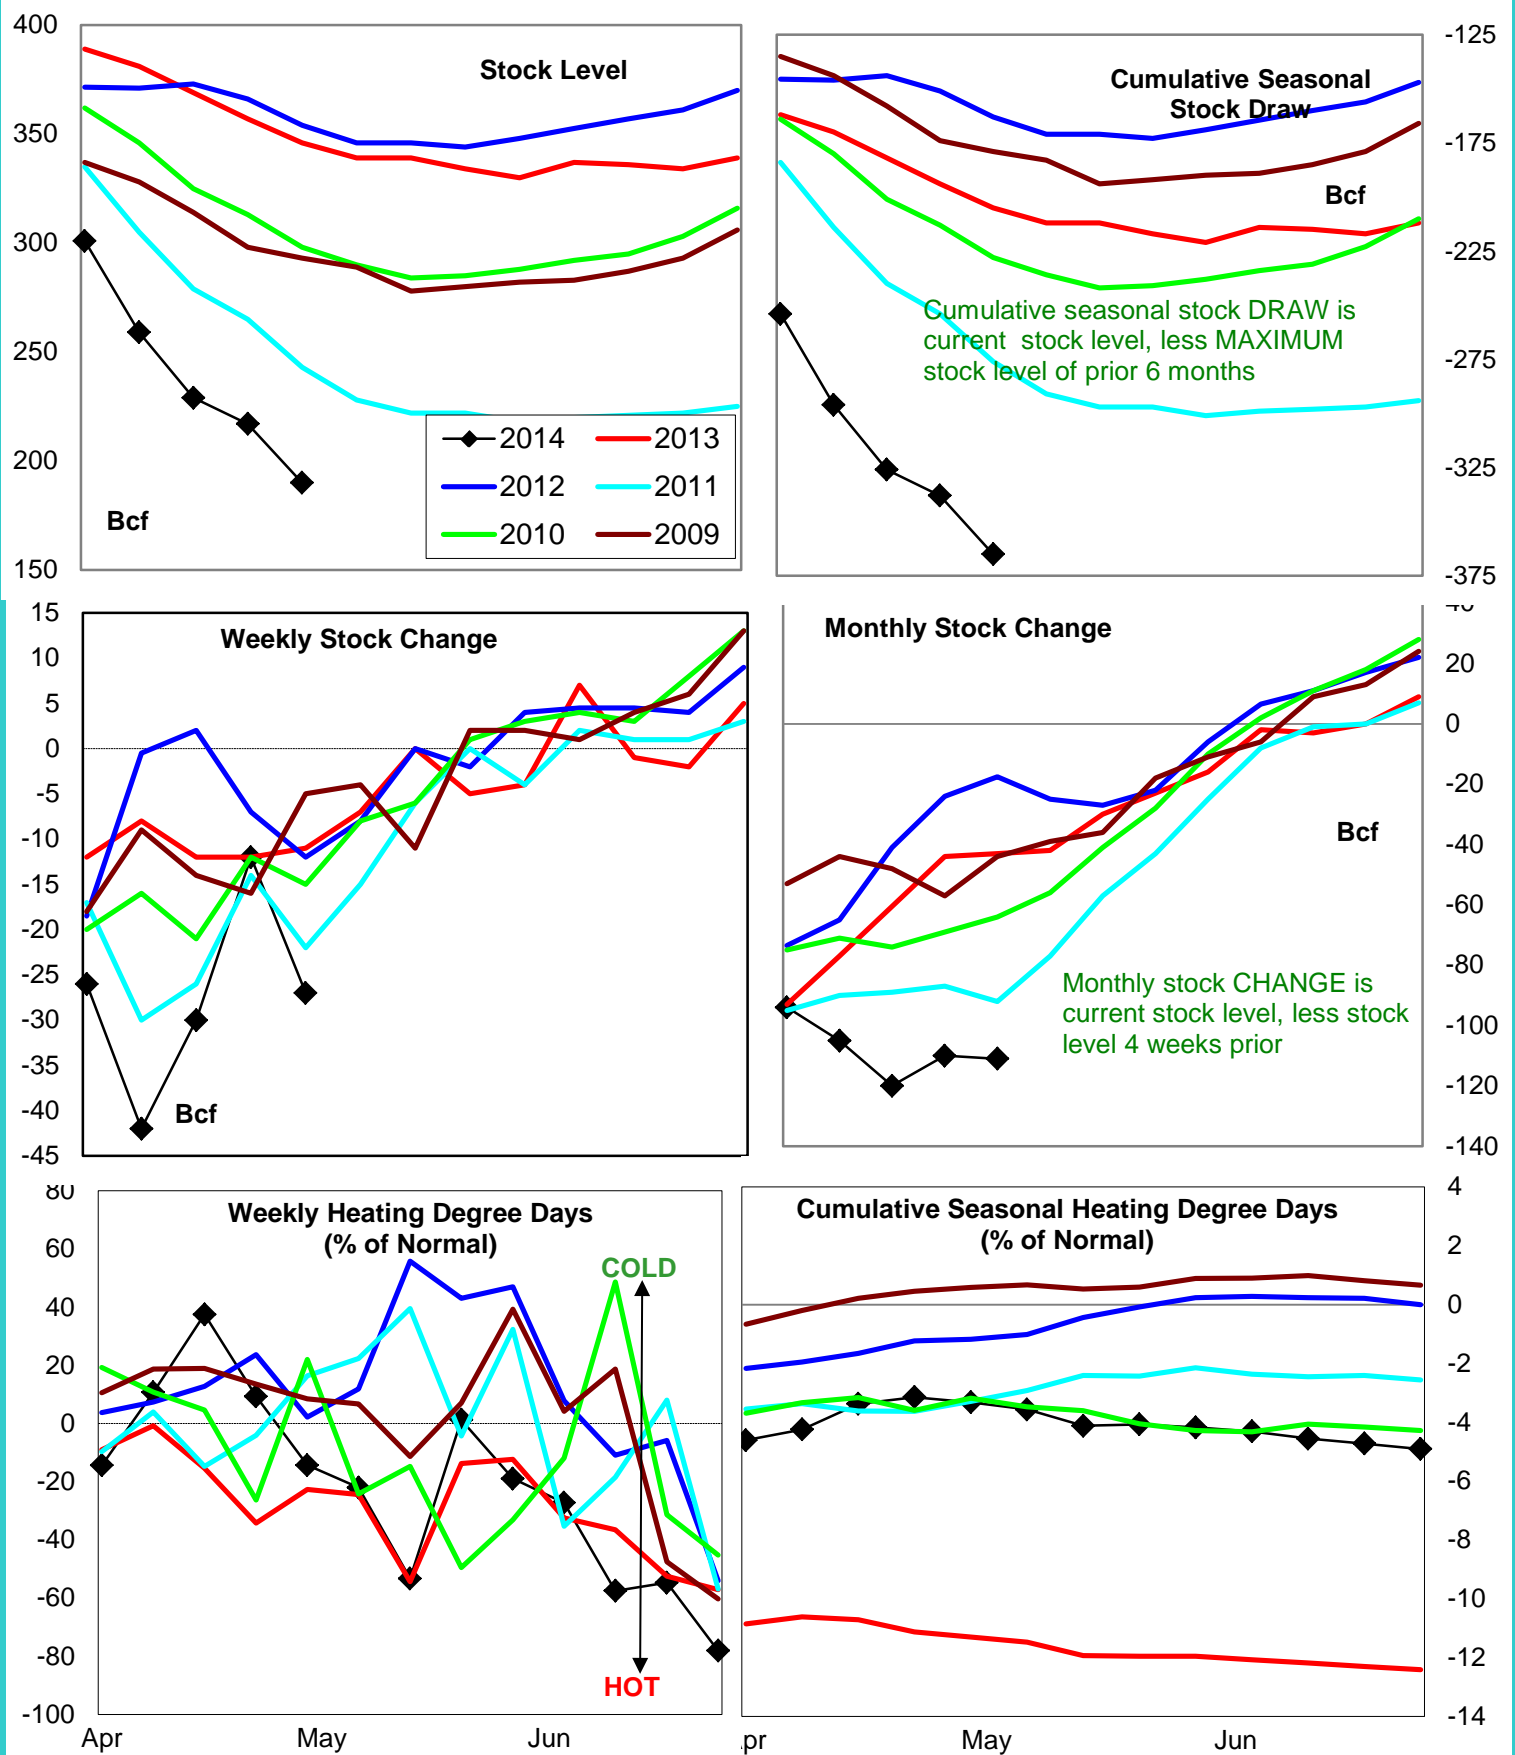 400
350
300
250
200
150
Stock Level
Bcf
2014
2013
2012
2011
2010
2009
Cumulative Seasonal
Stock Draw
Bcf
Cumulative seasonal stock DRAW is
current stock level, less MAXIMUM
stock level of prior 6 months
-125
-175
-225
-275
-325
-375
15
10
5
0
-5
-10
-15
-20
-25
-30
-35
-40
-45
Weekly Stock Change
Bcf
Monthly Stock Change
Bcf
Monthly stock CHANGE is
current stock level, less stock
level 4 weeks prior
40
20
0
-20
-40
-60
-80
-100
-120
-140
80
60
40
20
0
-20
-40
-60
-80
-100
Weekly Heating Degree Days
(% of Normal)
COLD
HOT
Apr
May
Jun
Cumulative Seasonal Heating Degree Days
(% of Normal)
4
2
0
-2
-4
-6
-8
-10
-12
-14
pr
May
Jun